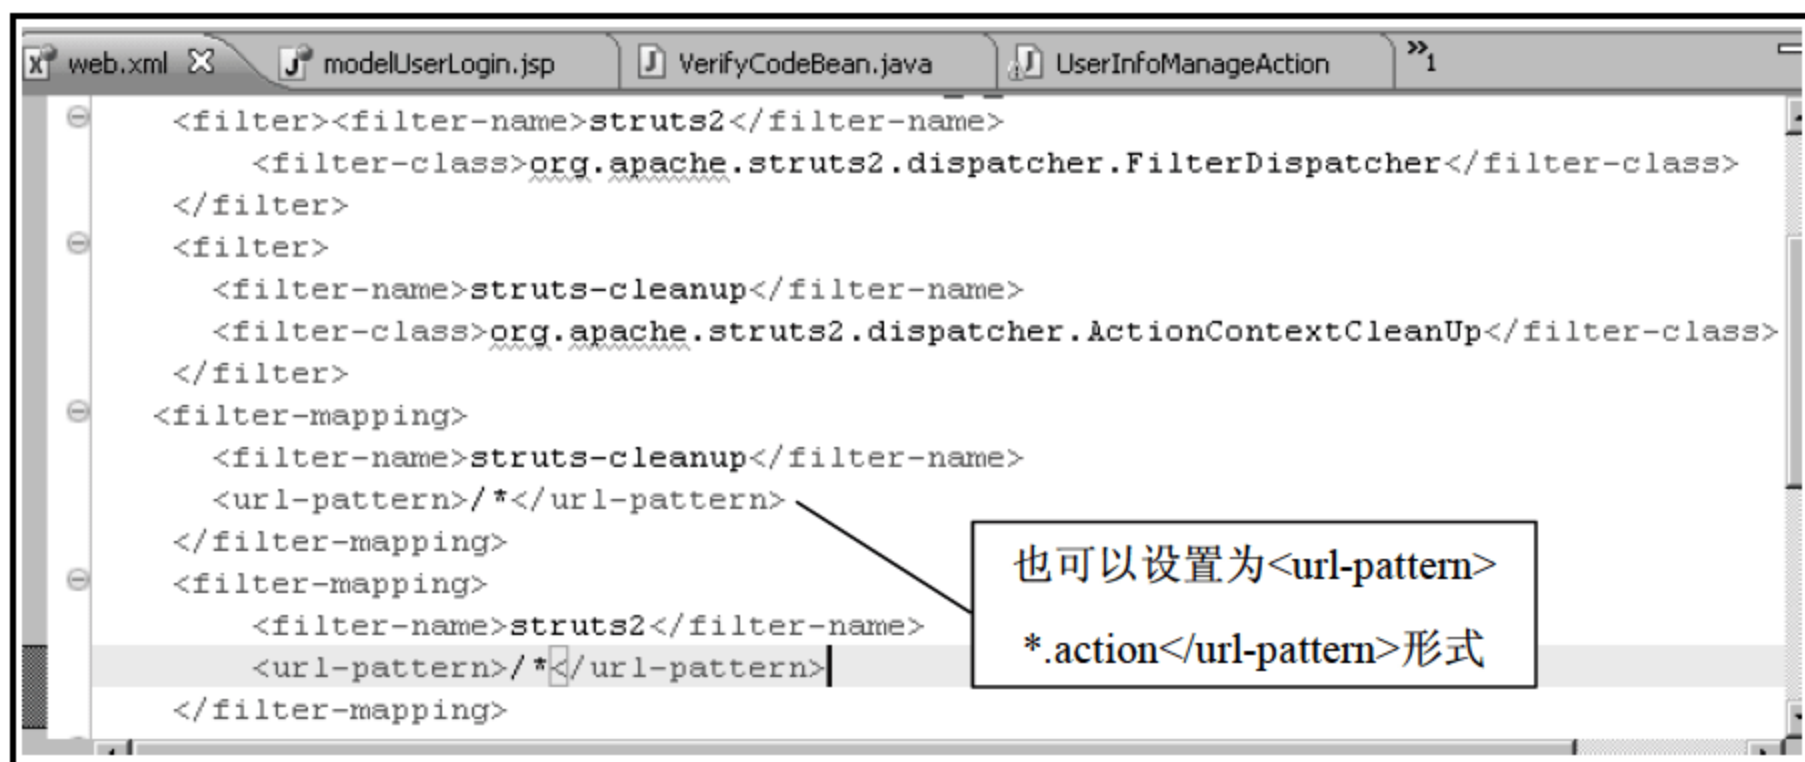 web.xml modelUserLogin.jsp VerifyCodeBean.java UserInfoManageAction »1
<filter><filter-name>struts2</filter-name>
<filter-class>org.apache.struts2.dispatcher.FilterDispatcher</filter-class>
</filter>
<filter>
<filter-name>struts-cleanup</filter-name>
<filter-class>org.apache.struts2.dispatcher.ActionContextCleanUp</filter-class>
</filter>
<filter-mapping>
<filter-name>struts-cleanup</filter-name>
<url-pattern>/*</url-pattern>
</filter-mapping>
<filter-mapping>
<filter-name>struts2</filter-name>
<url-pattern>/*</url-pattern>
</filter-mapping>
也可以设置为<url-pattern>
*.action</url-pattern>形式